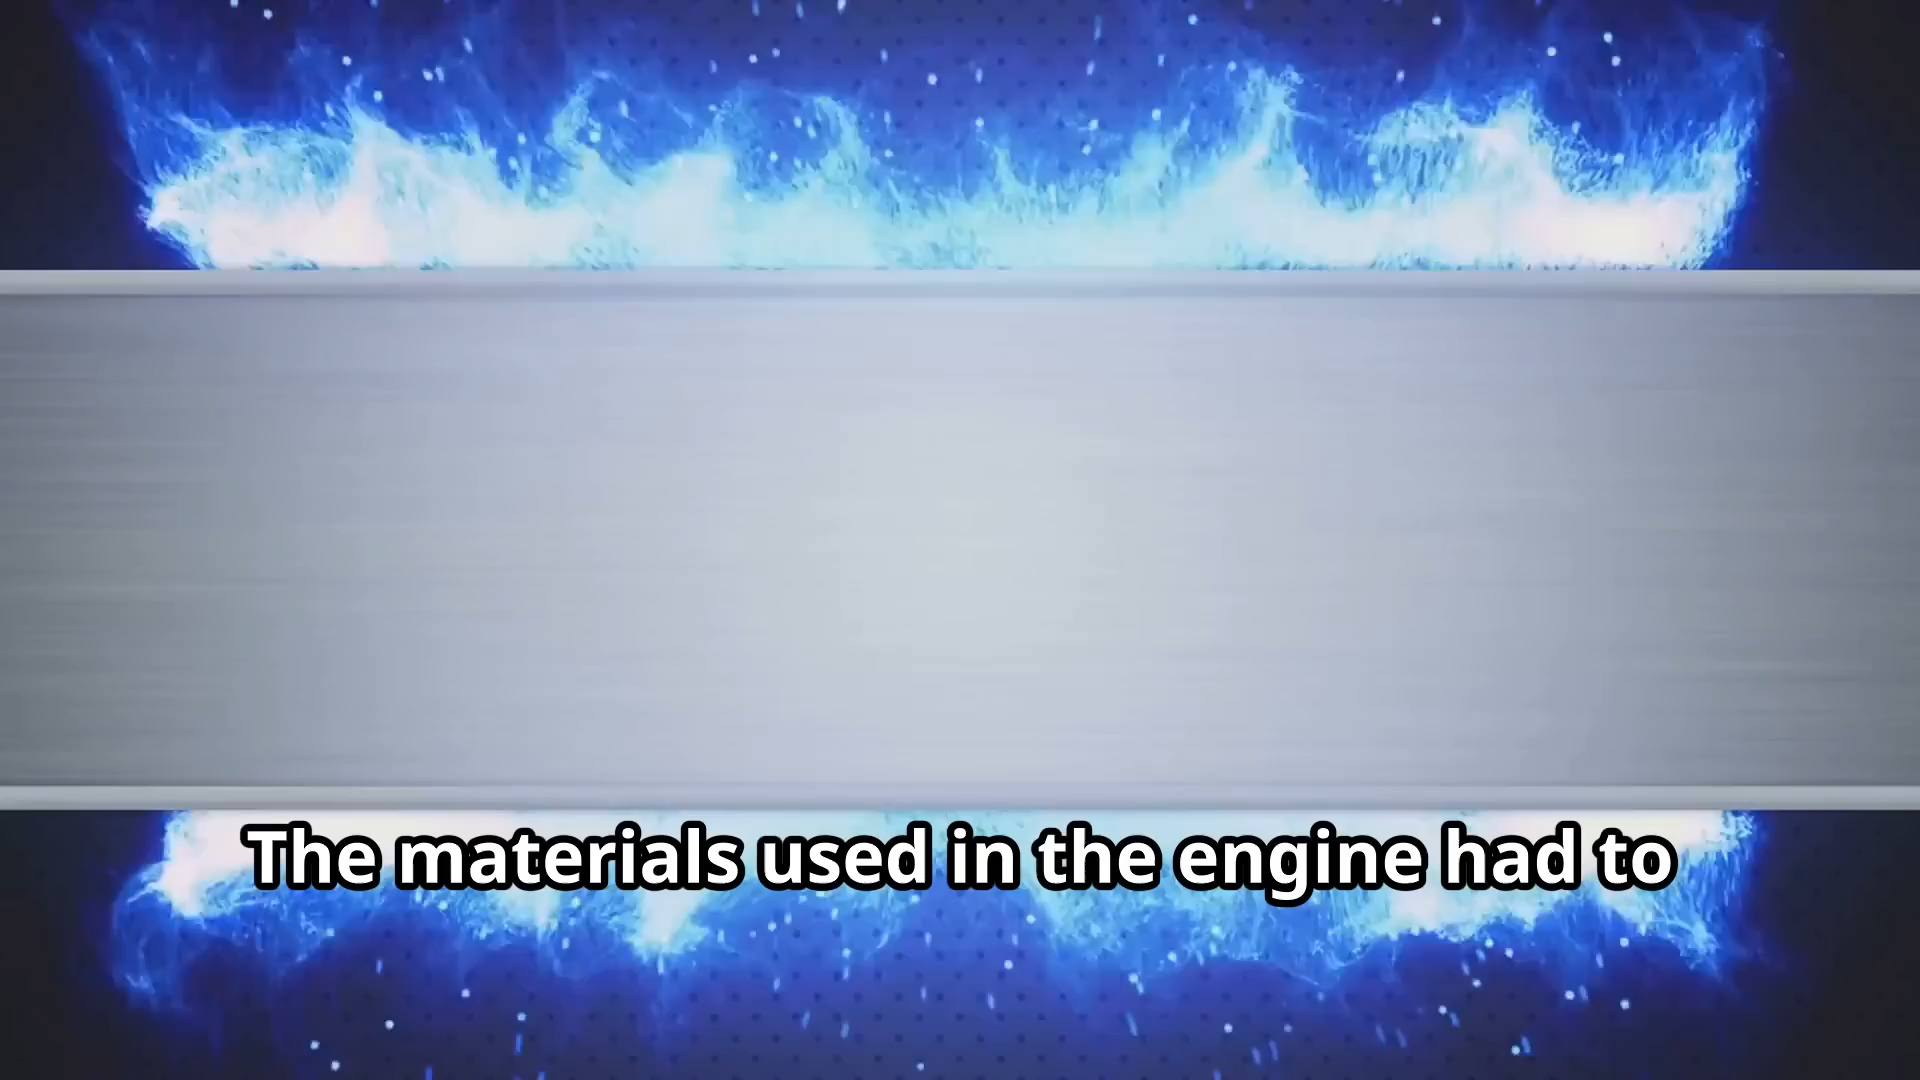 The materials used in the engine had to